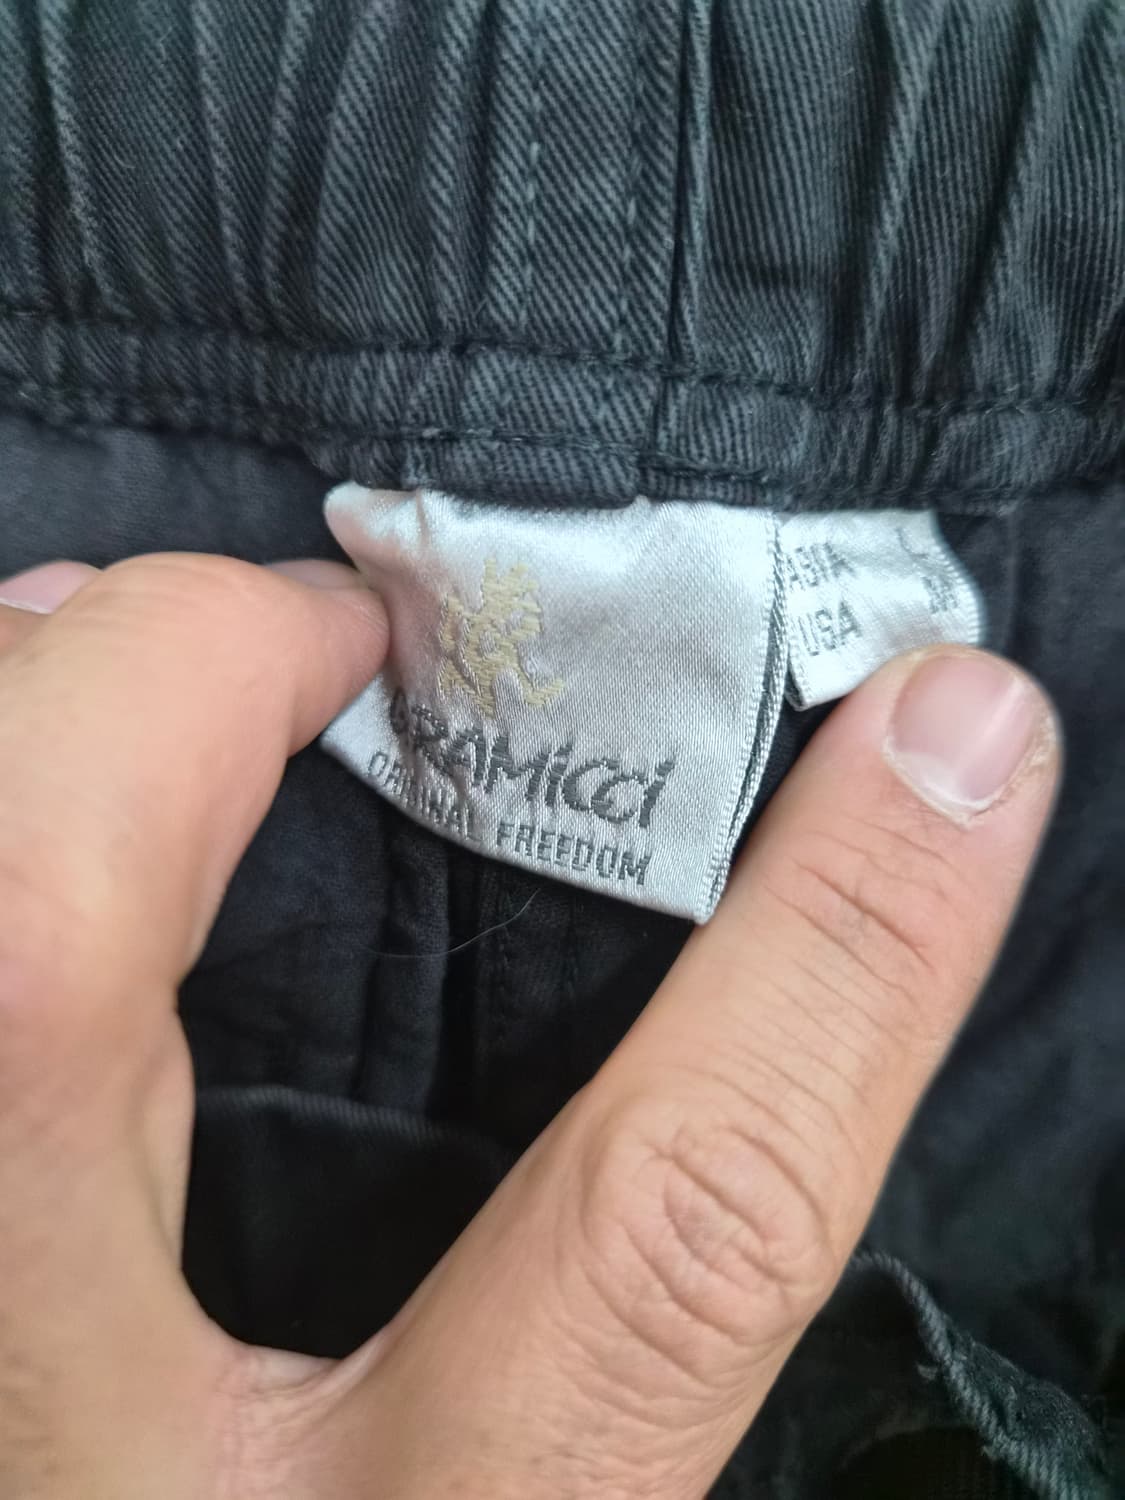 GRAMiCCi
ORIGINAL FREEDOM
ASIA L
USA M